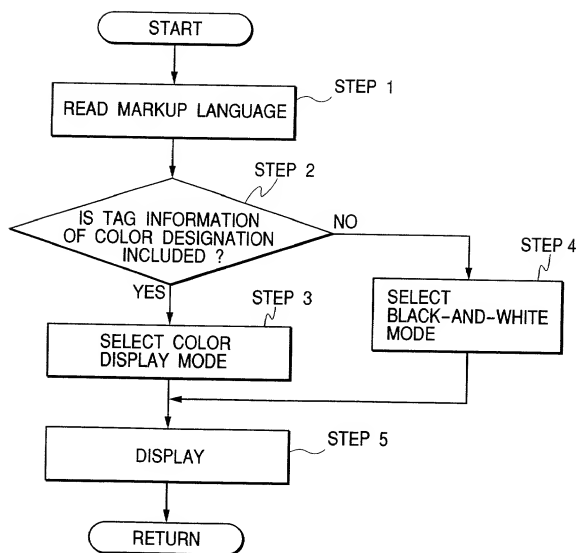 START
STEP 1
READ MARKUP LANGUAGE
STEP 2
IS TAG INFORMATION
OF COLOR DESIGNATION
INCLUDED ?
NO
YES
STEP 3
SELECT COLOR
DISPLAY MODE
STEP 4
SELECT
BLACK-AND-WHITE
MODE
STEP 5
DISPLAY
RETURN